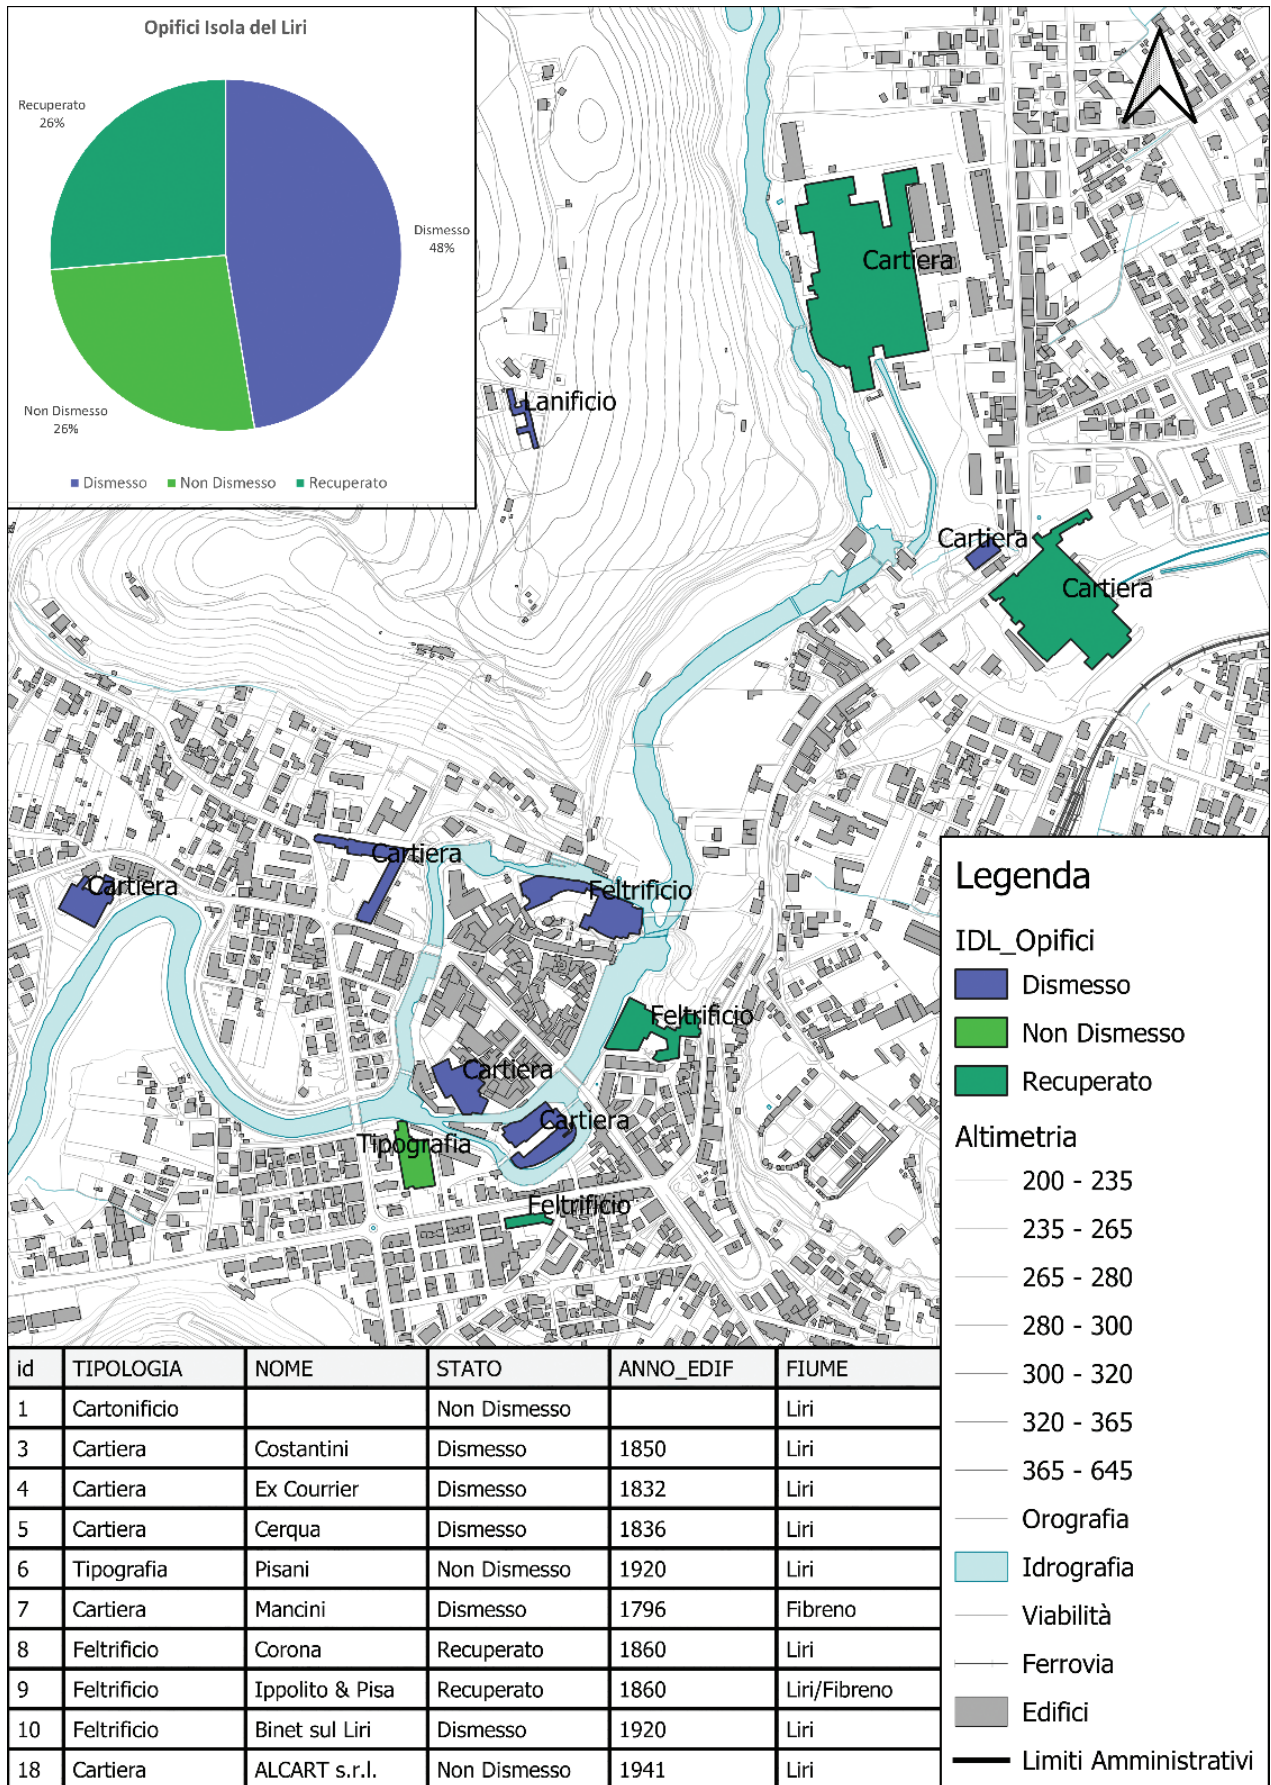 Opifici Isola del Liri
Recuperato
26%
Dismesso
48%
Non Dismesso
26%
Dismesso Non Dismesso Recuperato
Cartiera
Lanificio
Cartiera
Cartiera
Cartiera
Cartiera
Feltrificio
Feltrificio
Cartiera
Cartiera
Tipografia
Feltrificio
Legenda
IDL_Opifici
Dismesso
Non Dismesso
Recuperato
Altimetria
200 - 235
235 - 265
265 - 280
280 - 300
300 - 320
320 - 365
365 - 645
Orografia
Idrografia
Viabilità
Ferrovia
Edifici
Limiti Amministrativi
id TIPOLOGIA NOME STATO ANNO_EDIF FIUME
1 Cartonificio Non Dismesso Liri
3 Cartiera Costantini Dismesso 1850 Liri
4 Cartiera Ex Courrier Dismesso 1832 Liri
5 Cartiera Cerqua Dismesso 1836 Liri
6 Tipografia Pisani Non Dismesso 1920 Liri
7 Cartiera Mancini Dismesso 1796 Fibreno
8 Feltrificio Corona Recuperato 1860 Liri
9 Feltrificio Ippolito & Pisa Recuperato 1860 Liri/Fibreno
10 Feltrificio Binet sul Liri Dismesso 1920 Liri
18 Cartiera ALCART s.r.l. Non Dismesso 1941 Liri